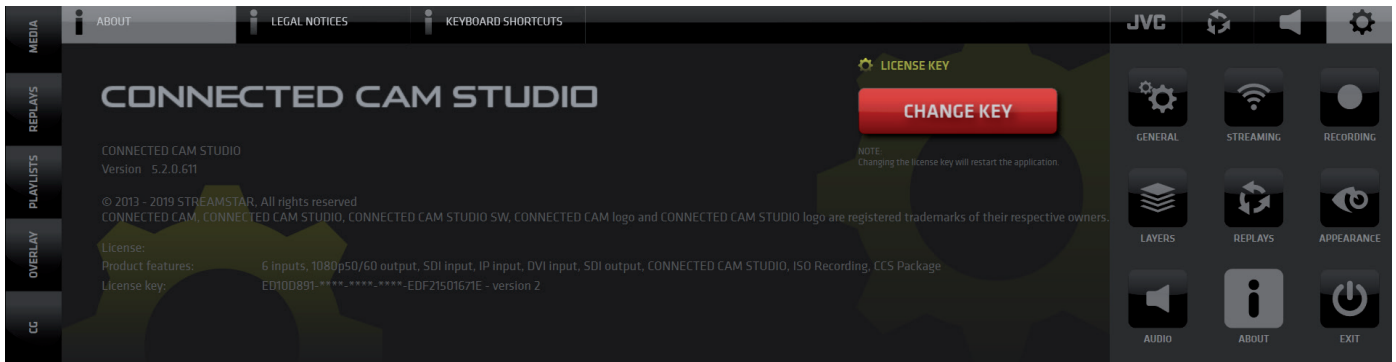 MEDIA
REPLAYS
PLAYLISTS
OVERLAY
CG
ABOUT
LEGAL NOTICES
KEYBOARD SHORTCUTS
JVC
CONNECTED CAM STUDIO
CONNECTED CAM STUDIO
Version 5.2.0.611
© 2013 - 2019 STREAMSTAR, All rights reserved
CONNECTED CAM, CONNECTED CAM STUDIO, CONNECTED CAM STUDIO SW, CONNECTED CAM logo and CONNECTED CAM STUDIO logo are registered trademarks of their respective owners.
License:
Product features: 6 inputs, 1080p50/60 output, SDI input, IP input, DVI input, SDI output, CONNECTED CAM STUDIO, ISO Recording, CCS Package
License key: ED10D891-****-****-****-EDF21501671E - version 2
LICENSE KEY
CHANGE KEY
NOTE:
Changing the license key will restart the application.
GENERAL
STREAMING
RECORDING
LAYERS
REPLAYS
APPEARANCE
AUDIO
ABOUT
EXIT